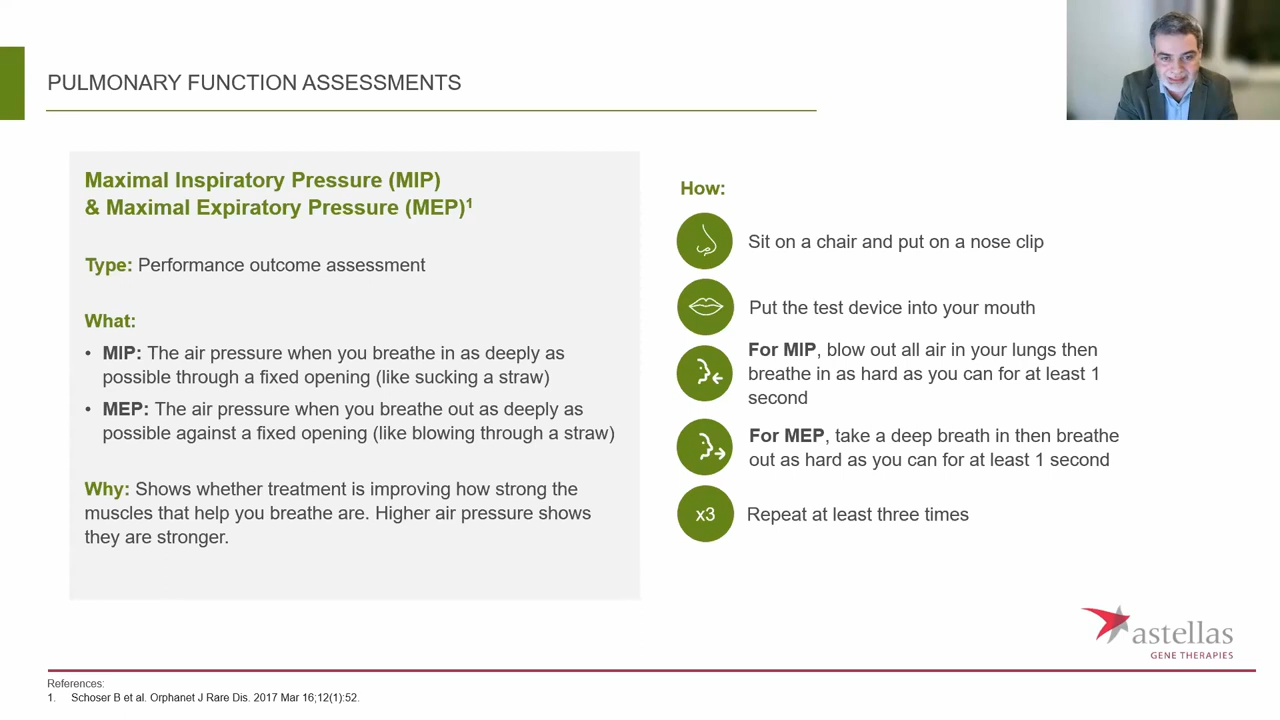 PULMONARY FUNCTION ASSESSMENTS
Maximal Inspiratory Pressure (MIP)
& Maximal Expiratory Pressure (MEP)¹
Type: Performance outcome assessment
What:
• MIP: The air pressure when you breathe in as deeply as
possible through a fixed opening (like sucking a straw)
• MEP: The air pressure when you breathe out as deeply as
possible against a fixed opening (like blowing through a straw)
Why: Shows whether treatment is improving how strong the
muscles that help you breathe are. Higher air pressure shows
they are stronger.
How:
Sit on a chair and put on a nose clip
Put the test device into your mouth
For MIP, blow out all air in your lungs then
breathe in as hard as you can for at least 1
second
For MEP, take a deep breath in then breathe
out as hard as you can for at least 1 second
x3
Repeat at least three times
astellas
GENE THERAPIES
References:
1. Schoser B et al. Orphanet J Rare Dis. 2017 Mar 16;12(1):52.